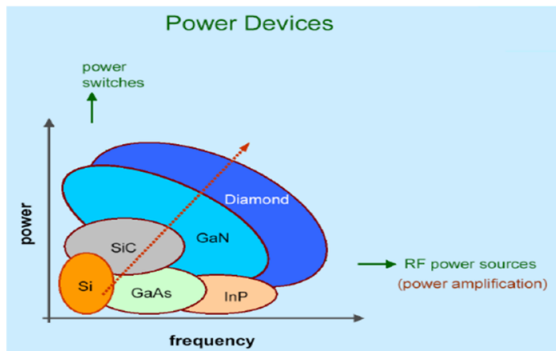 Power Devices
power
switches
power
Diamond
GaN
SiC
Si
GaAs
InP
RF power sources
(power amplification)
frequency